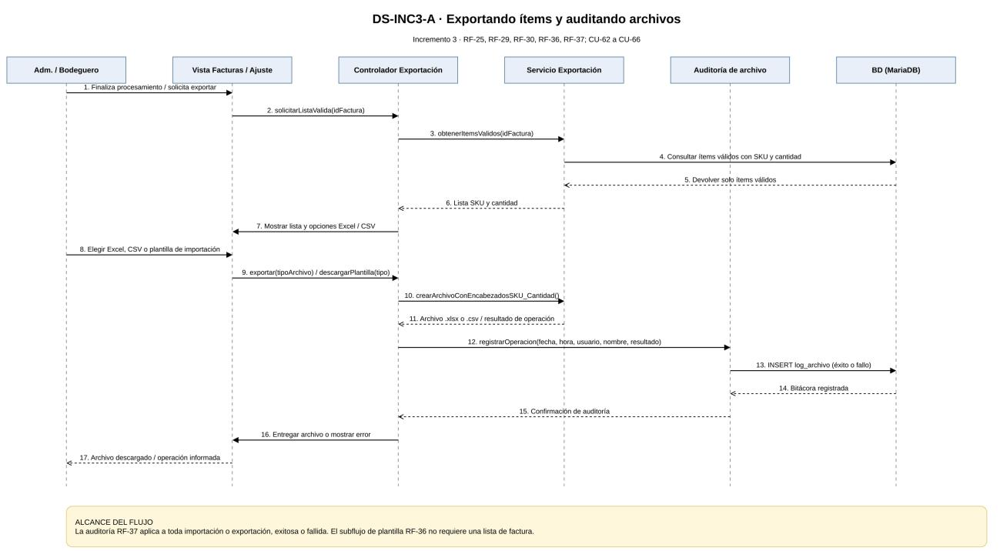 DS-INC3-A · Exportando ítems y auditando archivos
Incremento 3 · RF-25, RF-29, RF-30, RF-36, RF-37; CU-62 a CU-66
Adm. / Bodeguero
Vista Facturas / Ajuste
Controlador Exportación
Servicio Exportación
Auditoría de archivo
BD (MariaDB)
1. Finaliza procesamiento / solicita exportar
2. solicitarListaValida(idFactura)
3. obtenerItemsValidos(idFactura)
4. Consultar ítems válidos con SKU y cantidad
5. Devolver solo ítems válidos
6. Lista SKU y cantidad
7. Mostrar lista y opciones Excel / CSV
8. Elegir Excel, CSV o plantilla de importación
9. exportar(tipoArchivo) / descargarPlantilla(tipo)
10. crearArchivoConEncabezadosSKU_Cantidad()
11. Archivo .xlsx o .csv / resultado de operación
12. registrarOperacion(fecha, hora, usuario, nombre, resultado)
13. INSERT log_archivo (éxito o fallo)
14. Bitácora registrada
15. Confirmación de auditoría
16. Entregar archivo o mostrar error
17. Archivo descargado / operación informada
ALCANCE DEL FLUJO
La auditoría RF-37 aplica a toda importación o exportación, exitosa o fallida. El subflujo de plantilla RF-36 no requiere una lista de factura.